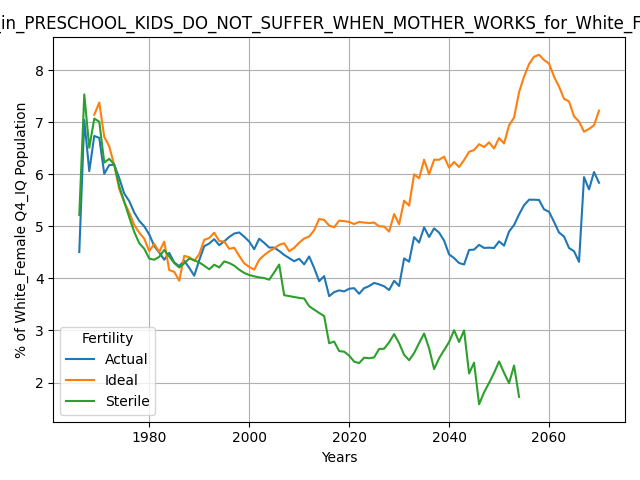 _in_PRESCHOOL_KIDS_DO_NOT_SUFFER_WHEN_MOTHER_WORKS_for_White_F
% of White_Female Q4_IQ Population
8
7
6
5
4
3
2
Fertility
Actual
Ideal
Sterile
1980 2000 2020 2040 2060
Years